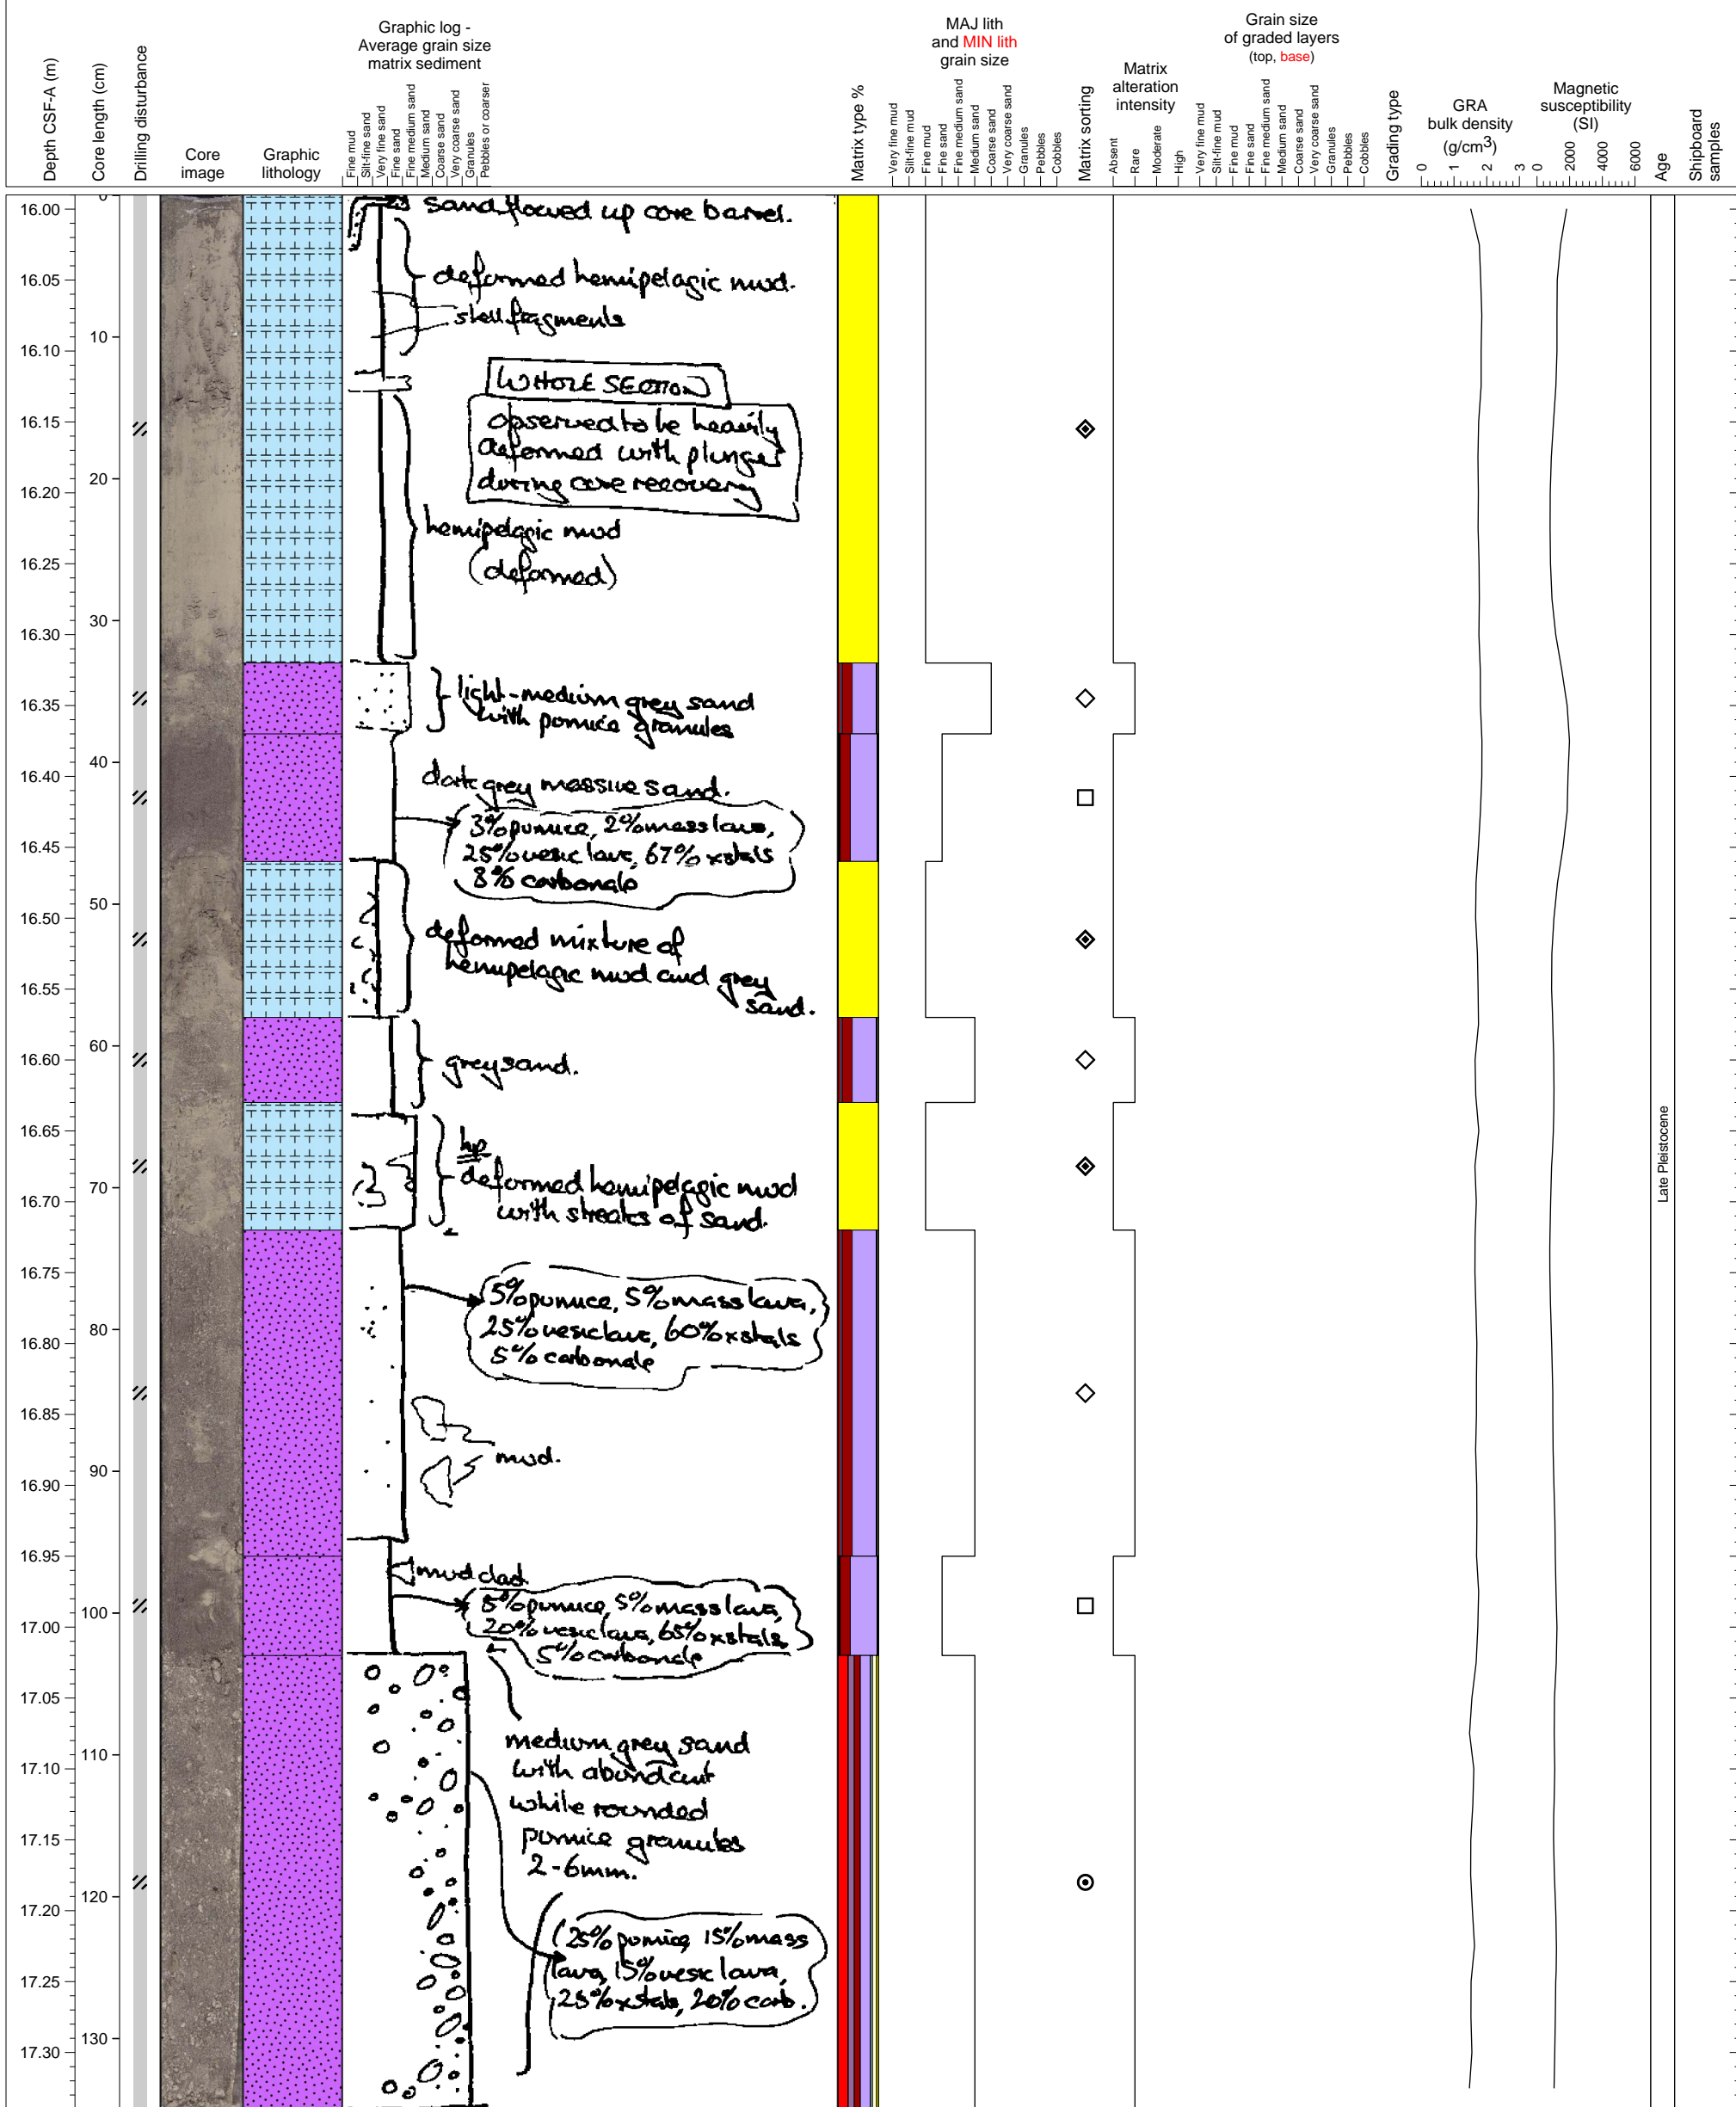 Depth CSF-A (m)
Core length (cm)
Drilling disturbance
Core
image
Graphic
lithology
Graphic log -
Average grain size
matrix sediment
Fine mud
Silt-fine sand
Very fine sand
Fine sand
Fine medium sand
Medium sand
Coarse sand
Very coarse sand
Granules
Pebbles or coarser
Matrix type %
MAJ lith
and MIN lith
grain size
Very fine mud
Silt-fine mud
Fine mud
Fine sand
Fine medium sand
Medium sand
Coarse sand
Very coarse sand
Granules
Pebbles
Cobbles
Matrix sorting
Matrix
alteration
intensity
Absent
Rare
Moderate
High
Grain size
of graded layers
(top, base)
Very fine mud
Silt-fine mud
Fine mud
Fine sand
Fine medium sand
Medium sand
Coarse sand
Very coarse sand
Granules
Pebbles
Cobbles
Grading type
GRA
bulk density
(g/cm3)
0
1
2
3
Magnetic
susceptibility
(SI)
0
2000
4000
6000
Age
Shipboard
samples
16.00
16.05
16.10
16.15
16.20
16.25
16.30
16.35
16.40
16.45
16.50
16.55
16.60
16.65
16.70
16.75
16.80
16.85
16.90
16.95
17.00
17.05
17.10
17.15
17.20
17.25
17.30
0
10
20
30
40
50
60
70
80
90
100
110
120
130
sand flowed up core barrel.
deformed hemipelagic mud.
shell fragments
WHOLE SECTION
observed to be heavily
deformed with plunger
during core recovery
hemipelagic mud
(deformed)
light-medium grey sand
with pumice granules
dark grey massive sand.
3% pumice, 2% mass lava,
25% vesic lava, 67% xstals
8% carbonate
deformed mixture of
hemipelagic mud and grey
sand.
grey sand.
hp
deformed hemipelagic mud
with streaks of sand.
5% pumice, 5% mass lava,
25% vesic lava, 60% xstals
5% carbonate
mud.
mud clast
5% pumice, 5% mass lava,
20% vesic lava, 65% xstals
5% carbonate
medium grey sand
with abundant
white rounded
pumice granules
2-6mm.
(25% pumice, 15% mass
lava, 15% vesic lava,
25% xstals, 20% carb.
Late Pleistocene